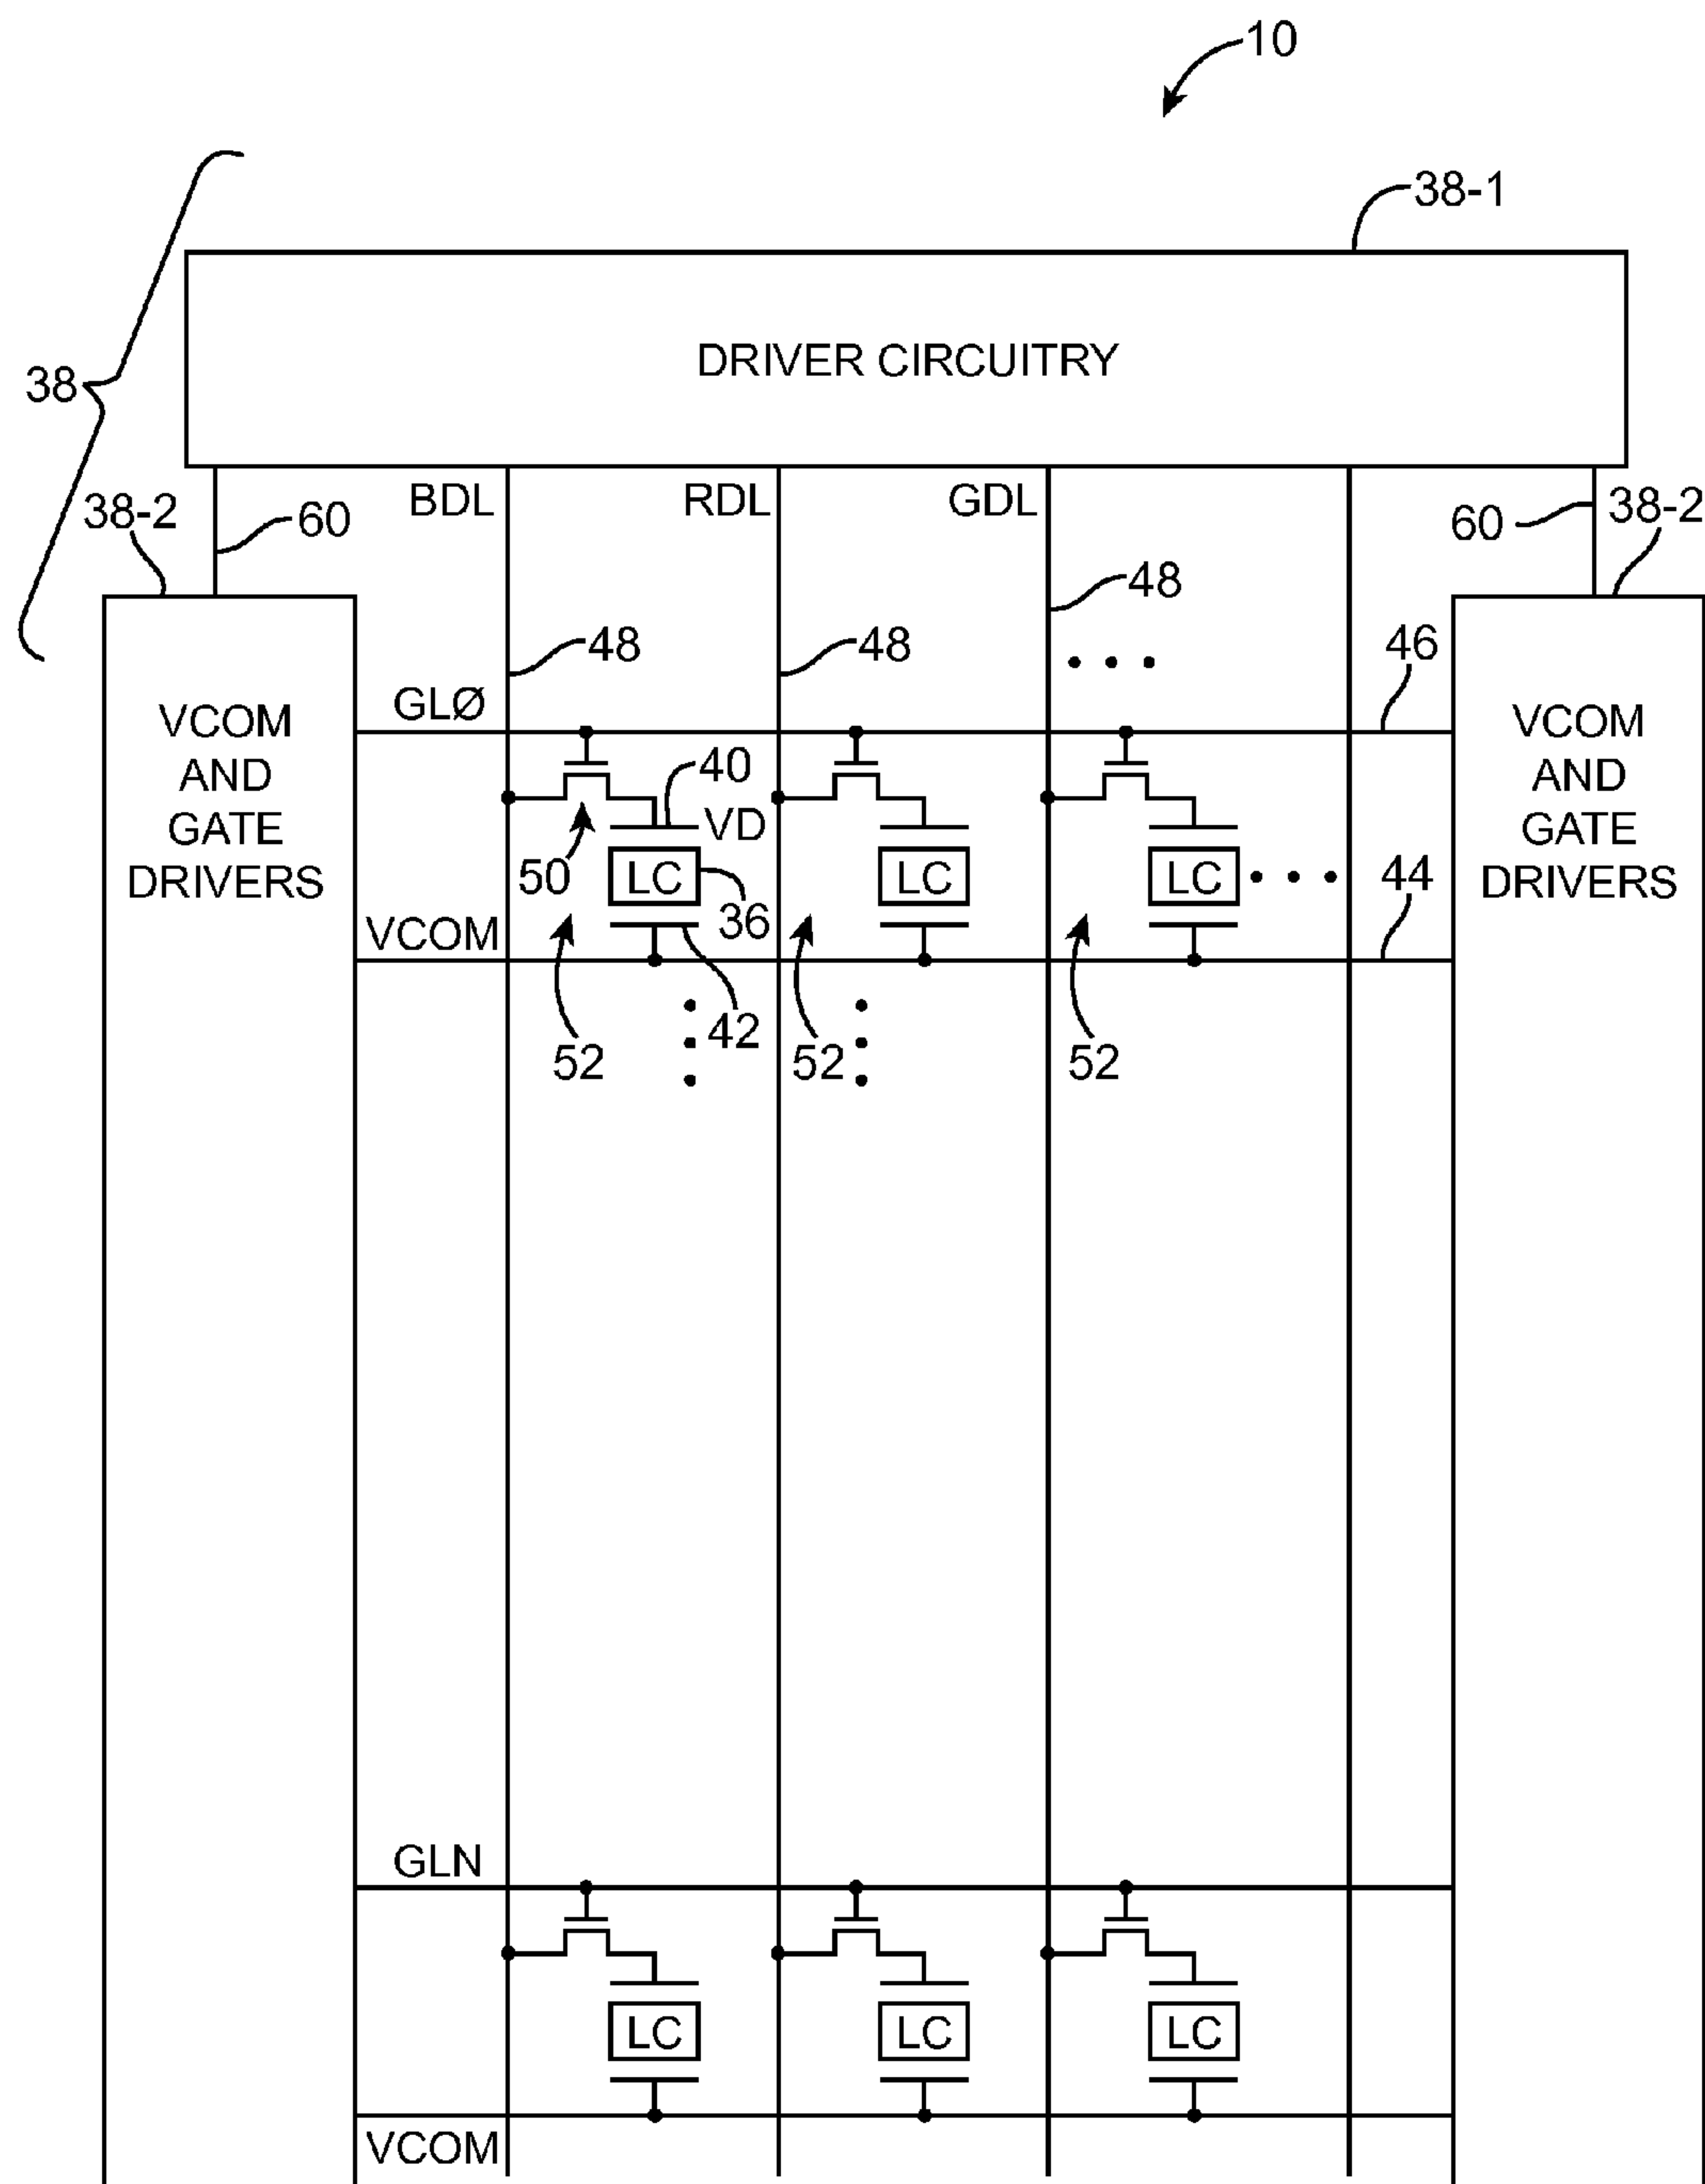 10
38-1
38
DRIVER CIRCUITRY
38-2
60
BDL
RDL
GDL
60
38-2
48
48
48
46
GLØ
VCOM
AND
GATE
DRIVERS
40
VD
50
LC
36
LC
LC
44
VCOM
AND
GATE
DRIVERS
VCOM
52
42
52
52
GLN
LC
LC
LC
VCOM